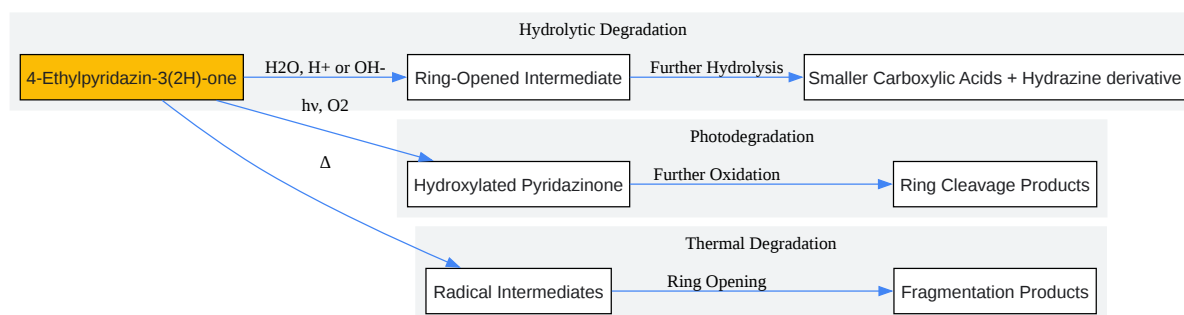 Hydrolytic Degradation
4-Ethylpyridazin-3(2H)-one
H2O, H+ or OH-
Ring-Opened Intermediate
Further Hydrolysis
Smaller Carboxylic Acids + Hydrazine derivative
hν, O2
Photodegradation
Δ
Hydroxylated Pyridazinone
Further Oxidation
Ring Cleavage Products
Thermal Degradation
Radical Intermediates
Ring Opening
Fragmentation Products